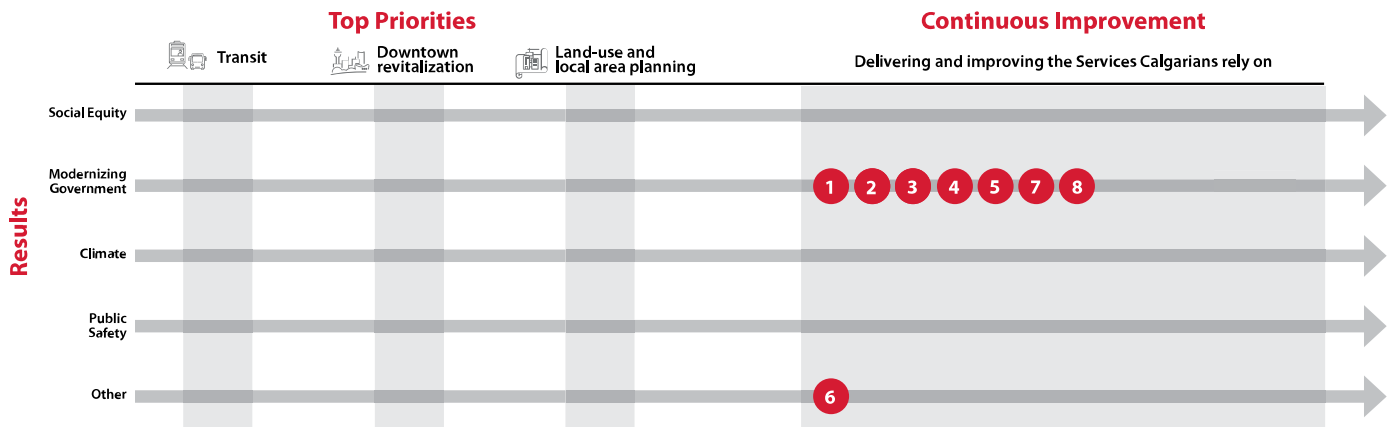 Top Priorities
Continuous Improvement
Transit
Downtown
revitalization
Land-use and
local area planning
Delivering and improving the Services Calgarians rely on
Results
Social Equity
Modernizing
Government
1 2 3 4 5 7 8
Climate
Public
Safety
Other
6